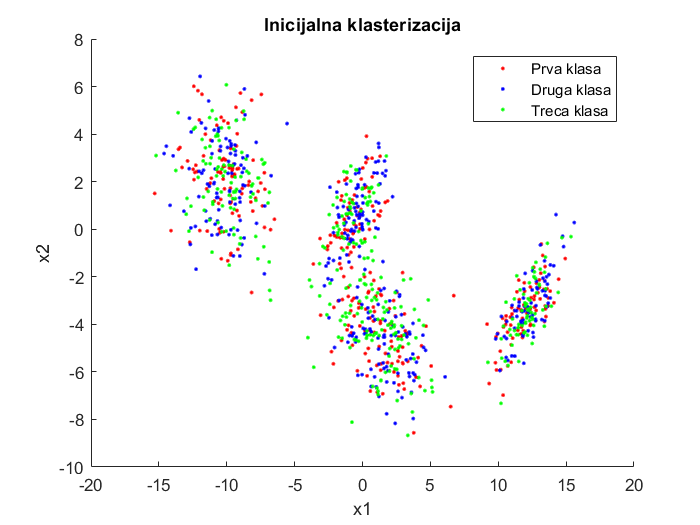 Inicijalna klasterizacija
8
6
4
2
0
-2
-4
-6
-8
-10
Prva klasa
Druga klasa
Treca klasa
x2
-20 -15 -10 -5 0 5 10 15 20
x1